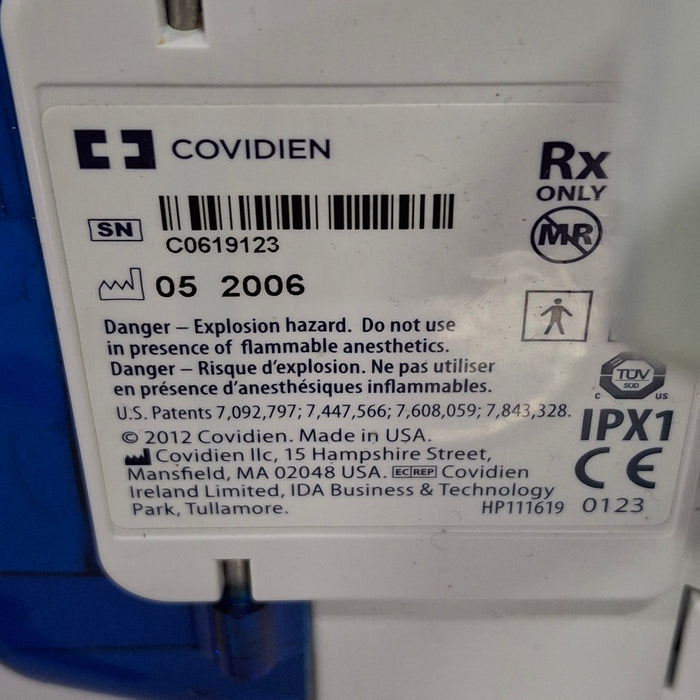 COVIDIEN
Rx
ONLY
SN
C0619123
MR
05 2006
Danger – Explosion hazard. Do not use
in presence of flammable anesthetics.
Danger – Risque d'explosion. Ne pas utiliser
en présence d'anesthésiques inflammables.
U.S. Patents 7,092,797; 7,447,566; 7,608,059; 7,843,328.
© 2012 Covidien. Made in USA.
Covidien llc, 15 Hampshire Street,
Mansfield, MA 02048 USA. EC REP Covidien
Ireland Limited, IDA Business & Technology
Park, Tullamore.
HP111619
TÜV
SÜD
C US
IPX1
CE
0123